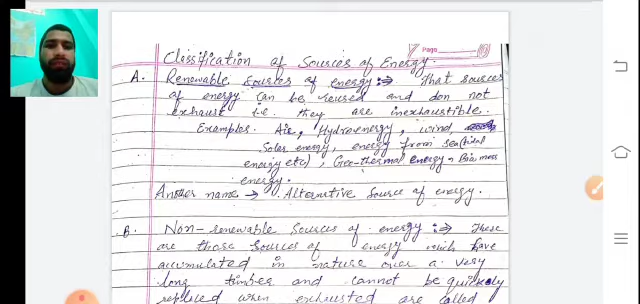 Page
Classification of Sources of Energy.
A. Renewable Sources of energy :⇒ That sources
of energy can be reused and don not
exhaust i.e. they are inexhaustible.
Examples. Air, Hydroenergy, wind,
Solar energy, energy from sea (tidal
energy etc), Geo-thermal energy, Bio mass
energy.
Another name → Alternative Source of energy.
B. Non-renewable Sources of energy :⇒ These
are those sources of energy which have
accumulated in nature over a very
long timber and cannot be quickly
replaced when exhausted are called